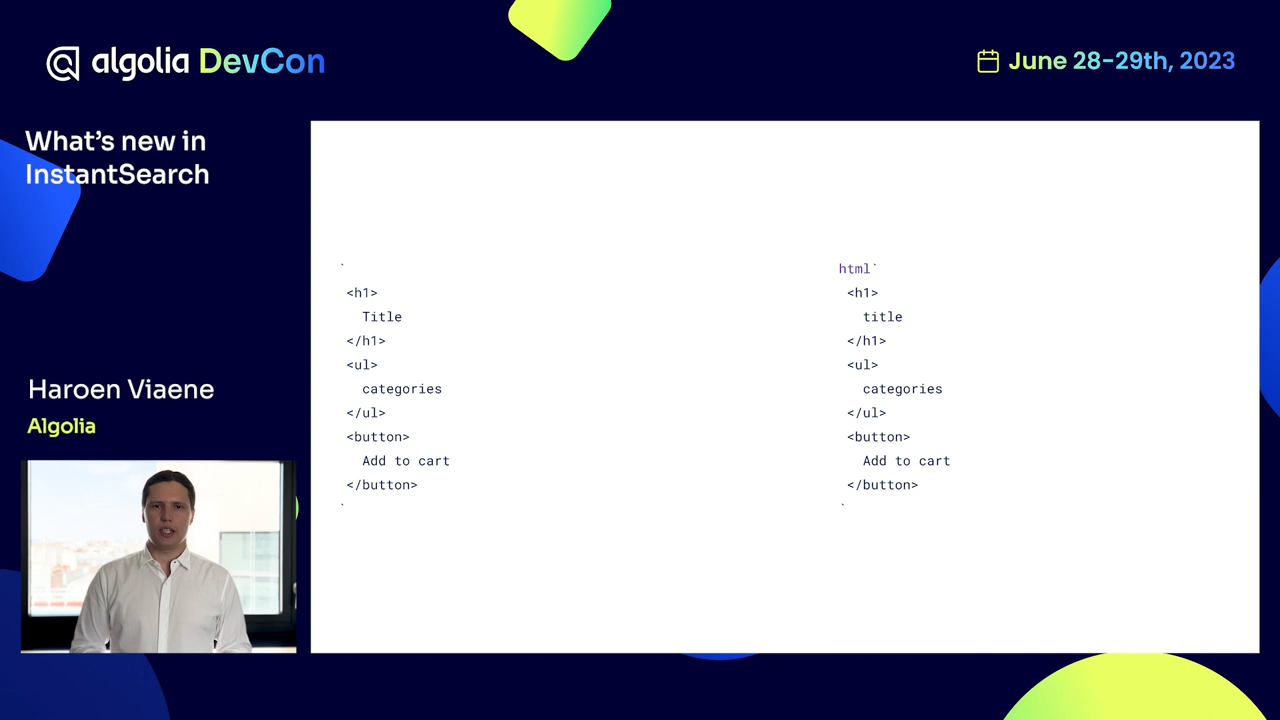 algolia DevCon
June 28-29th, 2023
What's new in
InstantSearch
Haroen Viaene
Algolia
`
<h1>
Title
</h1>
<ul>
categories
</ul>
<button>
Add to cart
</button>
`
html`
<h1>
title
</h1>
<ul>
categories
</ul>
<button>
Add to cart
</button>
`